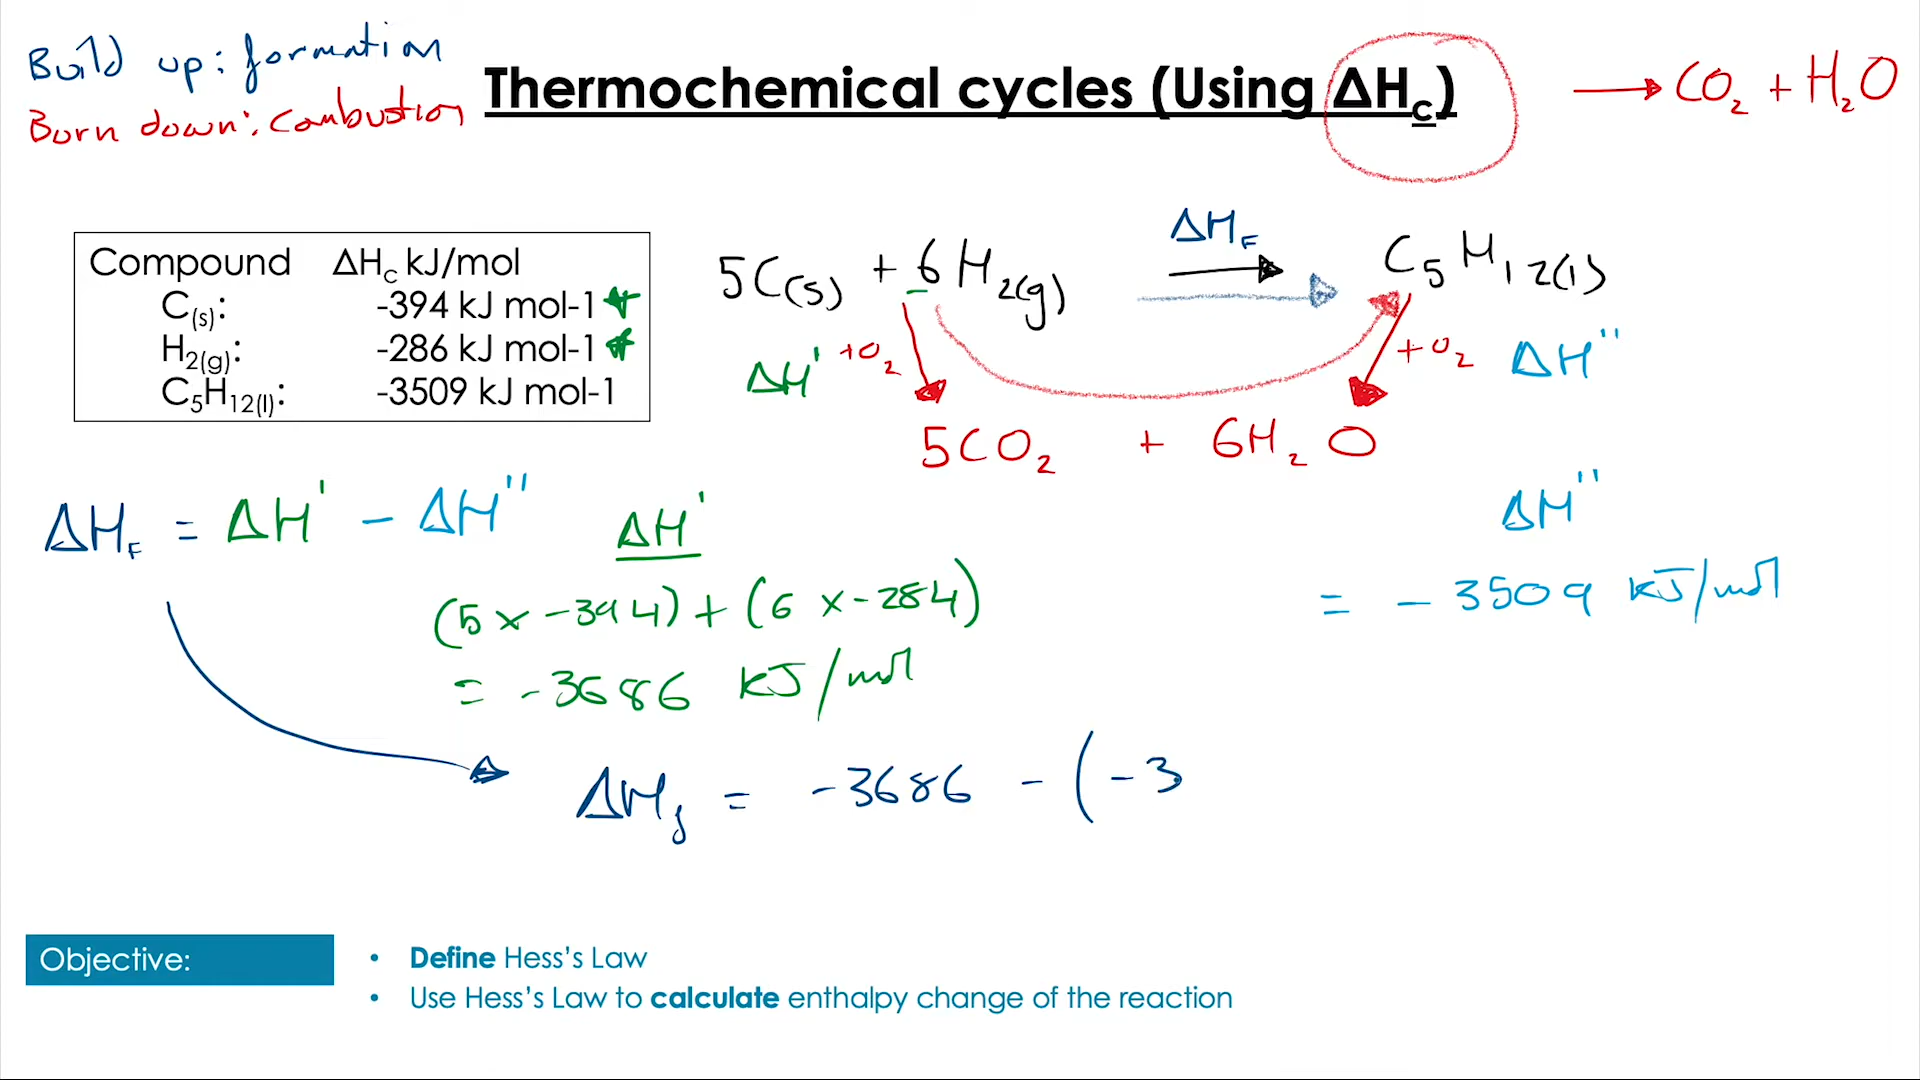 Build up: formation
Burn down: combustion
Thermochemical cycles (Using ΔHc)
→ CO₂ + H₂O
Compound ΔHc kJ/mol
C(s): -394 kJ mol-1
H2(g): -286 kJ mol-1
C5H12(l): -3509 kJ mol-1
ΔHF
5C(s) + 6H2(g) → C5H12(l)
ΔH' +O₂
+O₂ ΔH''
5CO₂ + 6H₂O
ΔHF = ΔH' - ΔH''
ΔH'
(5 x -394) + (6 x -284)
= -3686 kJ/mol
ΔH''
= -3509 kJ/mol
ΔHf = -3686 - (-3
Objective:
• Define Hess's Law
• Use Hess's Law to calculate enthalpy change of the reaction